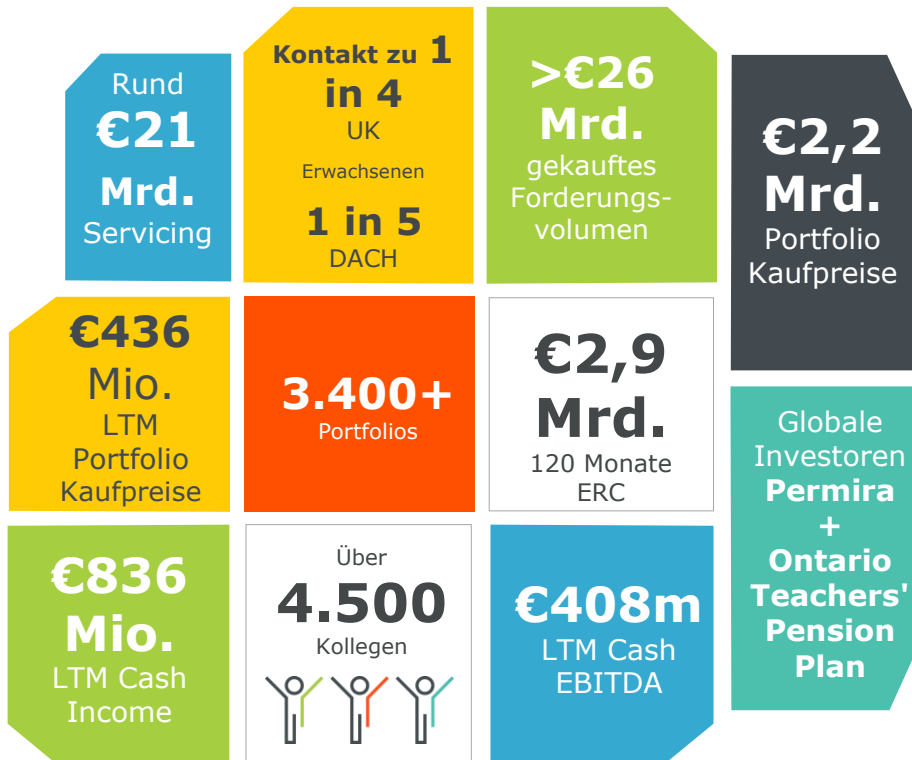 Rund
€21
Mrd.
Servicing
Kontakt zu 1
in 4
UK
Erwachsenen
1 in 5
DACH
>€26
Mrd.
gekauftes
Forderungs-
volumen
€2,2
Mrd.
Portfolio
Kaufpreise
€436
Mio.
LTM
Portfolio
Kaufpreise
3.400+
Portfolios
€2,9
Mrd.
120 Monate
ERC
Globale
Investoren
Permira
+
Ontario
Teachers'
Pension
Plan
€836
Mio.
LTM Cash
Income
Über
4.500
Kollegen
€408m
LTM Cash
EBITDA